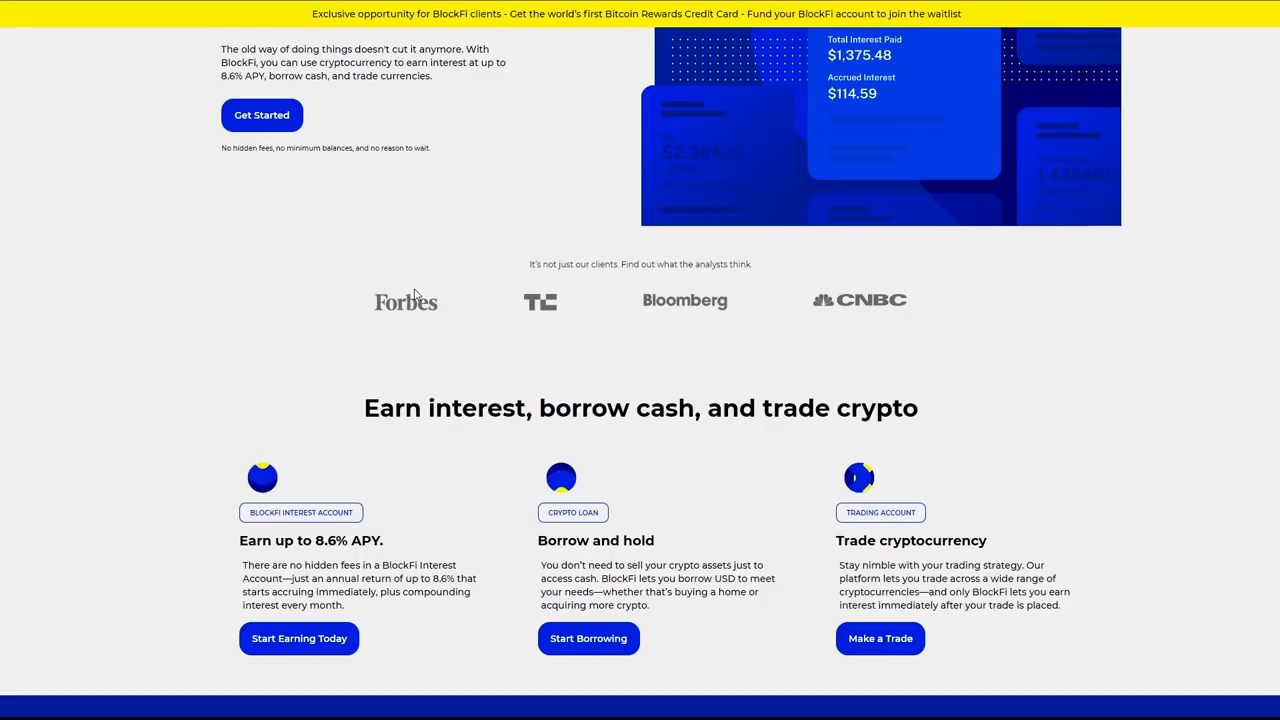 Exclusive opportunity for BlockFi clients - Get the world's first Bitcoin Rewards Credit Card - Fund your BlockFi account to join the waitlist
The old way of doing things doesn't cut it anymore. With
BlockFi, you can use cryptocurrency to earn interest at up to
8.6% APY, borrow cash, and trade currencies.
Get Started
No hidden fees, no minimum balances, and no reason to wait.
Total Interest Paid
$1,375.48
Accrued Interest
$114.59
$2,304.15
It's not just our clients. Find out what the analysts think.
Forbes
TC
Bloomberg
CNBC
Earn interest, borrow cash, and trade crypto
BLOCKFI INTEREST ACCOUNT
Earn up to 8.6% APY.
There are no hidden fees in a BlockFi Interest
Account—just an annual return of up to 8.6% that
starts accruing immediately, plus compounding
interest every month.
Start Earning Today
CRYPTO LOAN
Borrow and hold
You don't need to sell your crypto assets just to
access cash. BlockFi lets you borrow USD to meet
your needs—whether that's buying a home or
acquiring more crypto.
Start Borrowing
TRADING ACCOUNT
Trade cryptocurrency
Stay nimble with your trading strategy. Our
platform lets you trade across a wide range of
cryptocurrencies—and only BlockFi lets you earn
interest immediately after your trade is placed.
Make a Trade